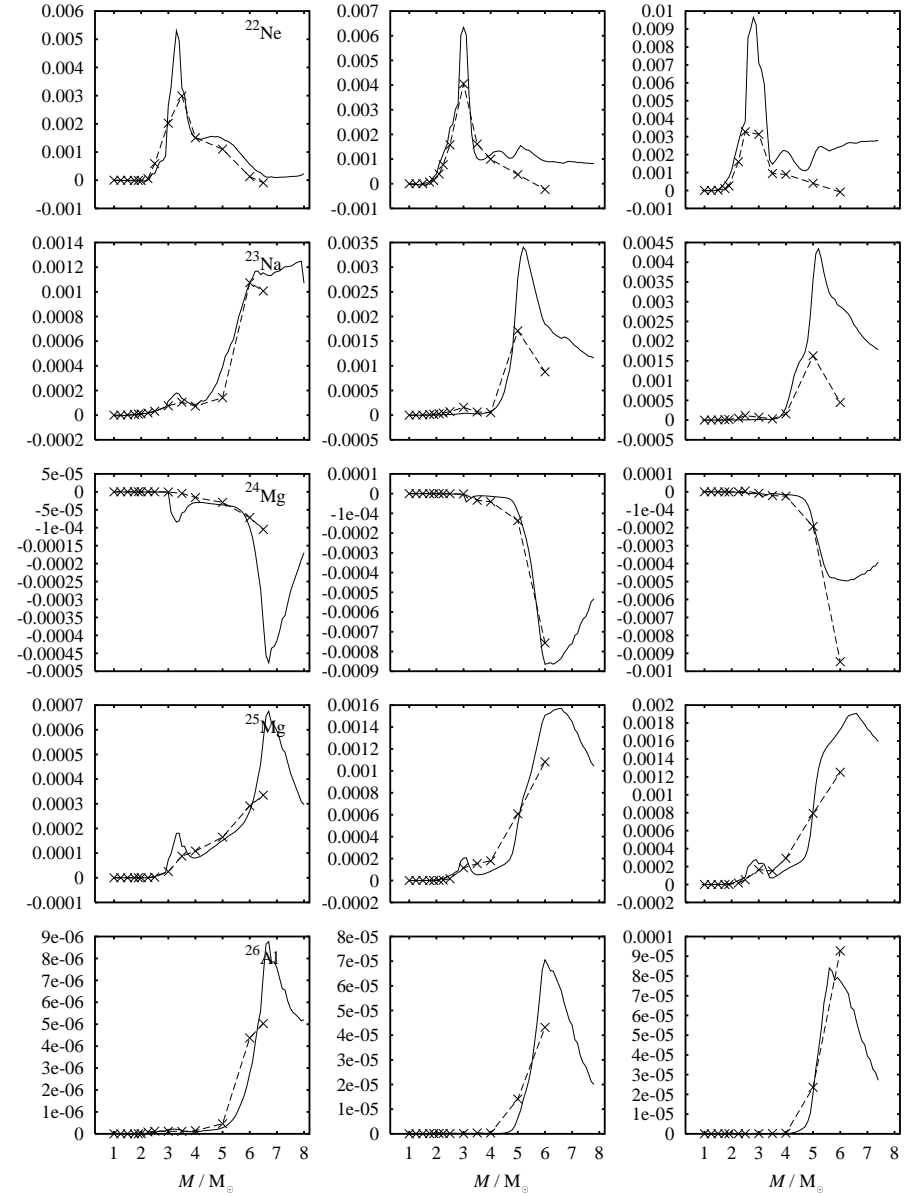 0.006 0.007 0.01
0.005 0.006 0.009
0.004 0.005 0.008
0.003 0.004 0.007
0.002 0.003 0.006
0.001 0.002 0.005
0 0.001 0.004
-0.001 0 0.003
-0.001 0.002
0.001
0
-0.001
²²Ne
0.0014 0.0035 0.0045
0.0012 0.003 0.004
0.001 0.0025 0.0035
0.0008 0.002 0.003
0.0006 0.0015 0.0025
0.0004 0.001 0.002
0.0002 0.0005 0.0015
0 0 0.001
-0.0002 -0.0005 0.0005
0
-0.0005
²³Na
5e-05 0.0001 0.0001
0 0 0
-5e-05 -1e-04 -1e-04
-1e-04 -0.0002 -0.0002
-0.00015 -0.0003 -0.0003
-0.0002 -0.0004 -0.0004
-0.00025 -0.0005 -0.0005
-0.0003 -0.0006 -0.0006
-0.00035 -0.0007 -0.0007
-0.0004 -0.0008 -0.0008
-0.00045 -0.0009 -0.0009
-0.0005 -0.001
²⁴Mg
0.0007 0.0016 0.002
0.0006 0.0014 0.0018
0.0005 0.0012 0.0016
0.0004 0.001 0.0014
0.0003 0.0008 0.0012
0.0002 0.0006 0.001
0.0001 0.0004 0.0008
0 0.0002 0.0006
-0.0001 0 0.0004
-0.0002 0.0002
0
-0.0002
²⁵Mg
9e-06 8e-05 0.0001
8e-06 7e-05 9e-05
7e-06 6e-05 8e-05
6e-06 5e-05 7e-05
5e-06 4e-05 6e-05
4e-06 3e-05 5e-05
3e-06 2e-05 4e-05
2e-06 1e-05 3e-05
1e-06 0 2e-05
0 1e-05
0
²⁶Al
1 2 3 4 5 6 7 8 1 2 3 4 5 6 7 8 1 2 3 4 5 6 7 8
M / M☉ M / M☉ M / M☉